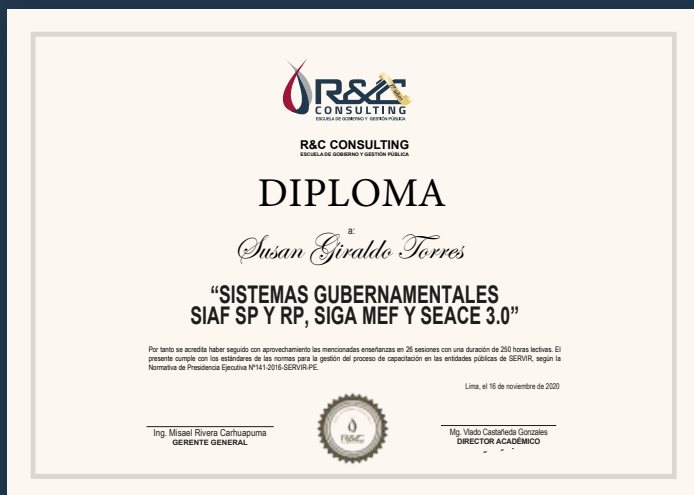 R&C
CONSULTING
ESCUELA DE GOBIERNO Y GESTIÓN PÚBLICA
R&C CONSULTING
ESCUELA DE GOBIERNO Y GESTIÓN PÚBLICA
DIPLOMA
a:
Susan Giraldo Torres
“SISTEMAS GUBERNAMENTALES
SIAF SP Y RP, SIGA MEF Y SEACE 3.0”
Por tanto se acredita haber seguido con aprovechamiento las mencionadas enseñanzas en 26 sesiones con una duración de 250 horas lectivas. El
presente cumple con los estándares de las normas para la gestión del proceso de capacitación en las entidades públicas de SERVIR, según la
Normativa de Presidencia Ejecutiva Nº141-2016-SERVIR-PE.
Lima, el 16 de noviembre de 2020
Ing. Misael Rivera Carhuapuma
GERENTE GENERAL
R&C
Mg. Vlado Castañeda Gonzales
DIRECTOR ACADÉMICO